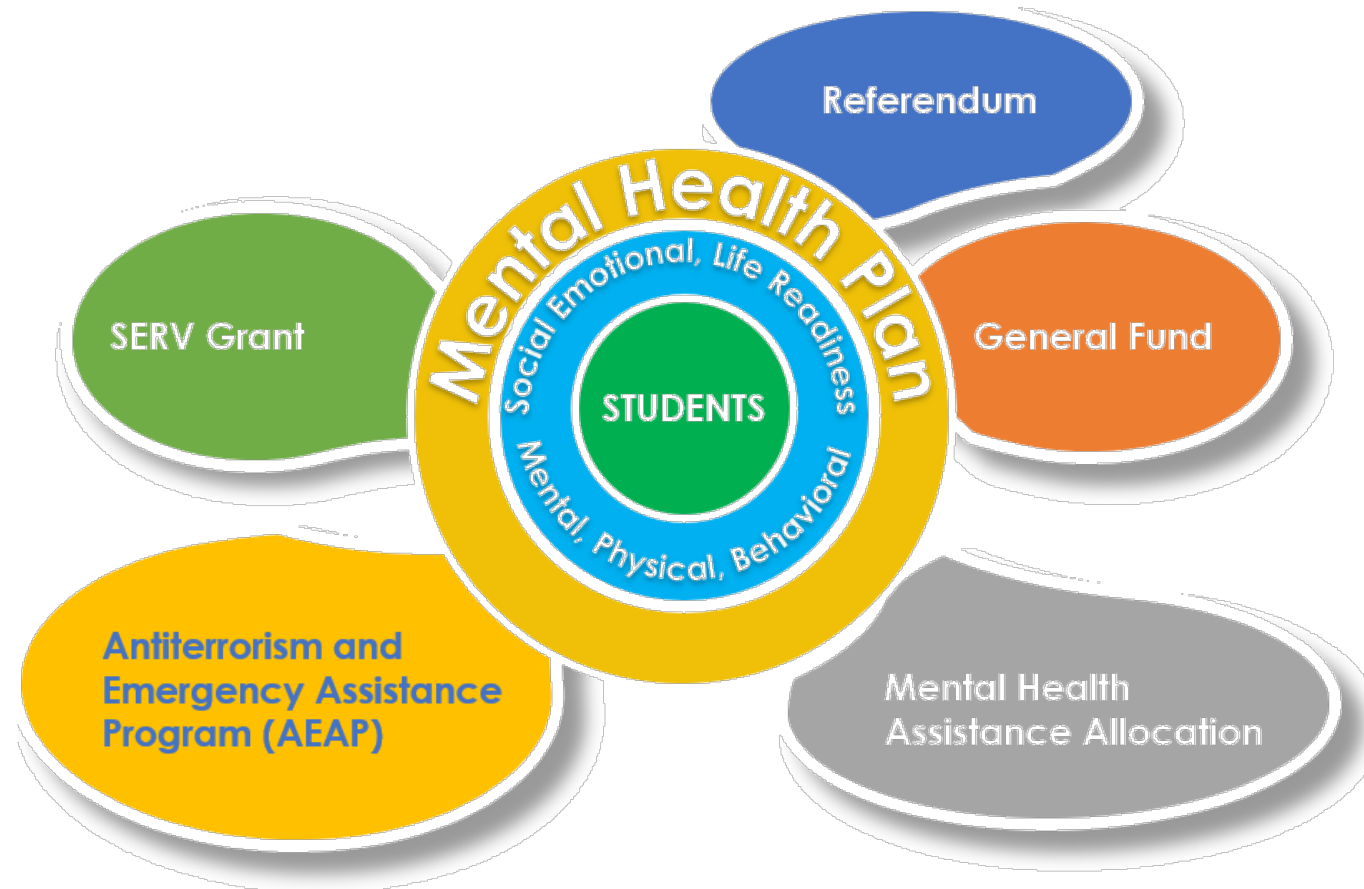 Referendum
Mental Health Plan
Social Emotional, Life Readiness
SERV Grant
General Fund
STUDENTS
Mental, Physical, Behavioral
Antiterrorism and
Emergency Assistance
Program (AEAP)
Mental Health
Assistance Allocation